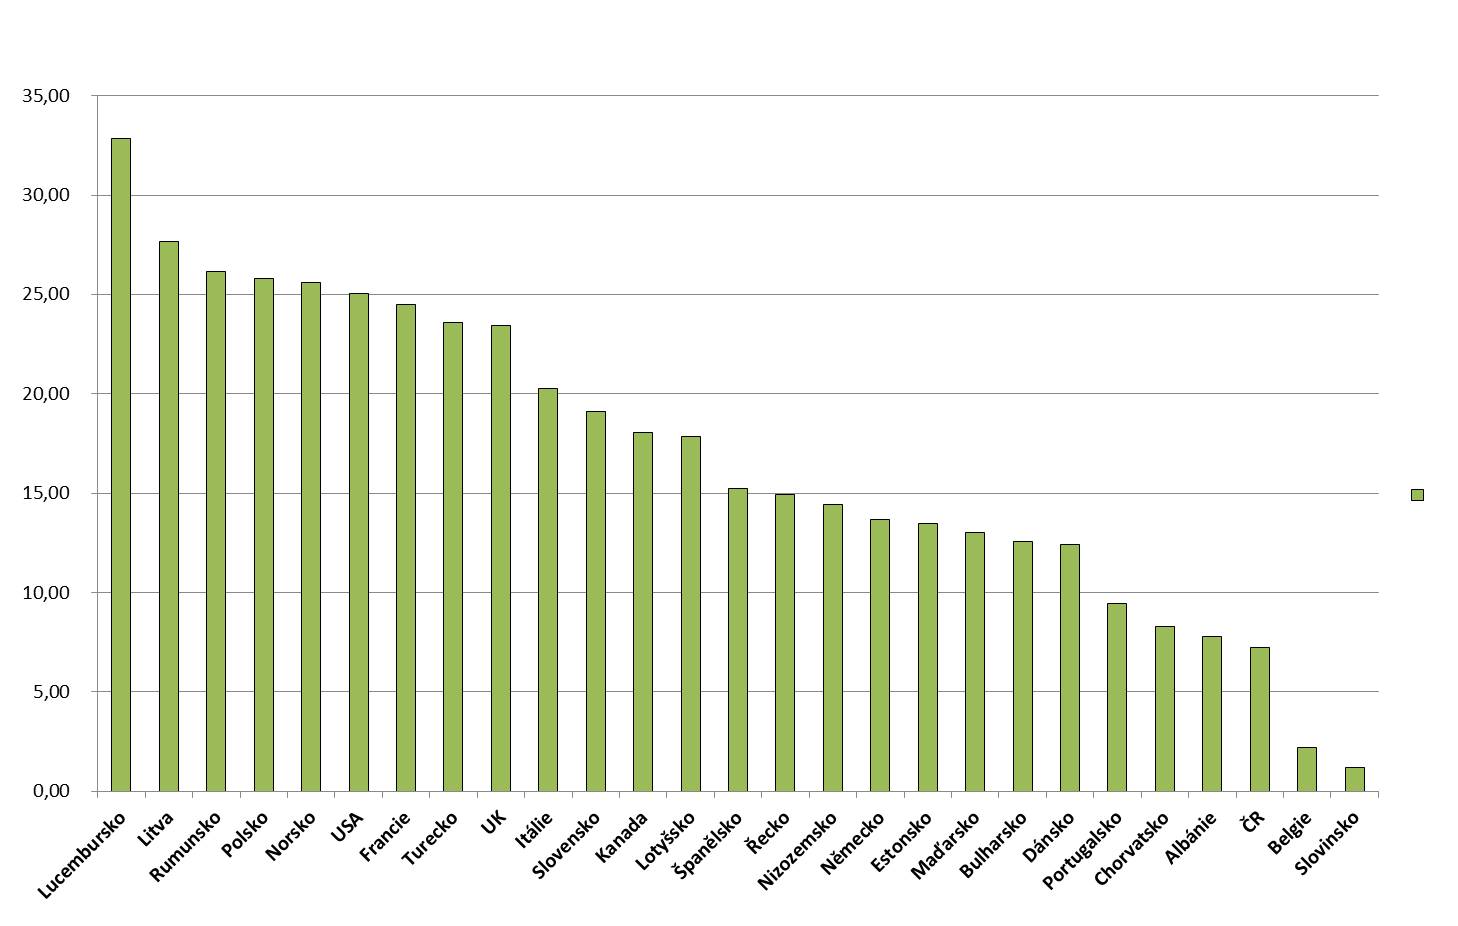 35,00
30,00
25,00
20,00
15,00
10,00
5,00
0,00
Lucembursko
Litva
Rumunsko
Polsko
Norsko
USA
Francie
Turecko
UK
Itálie
Slovensko
Kanada
Lotyšsko
Španělsko
Řecko
Nizozemsko
Německo
Estonsko
Maďarsko
Bulharsko
Dánsko
Portugalsko
Chorvatsko
Albánie
ČR
Belgie
Slovinsko